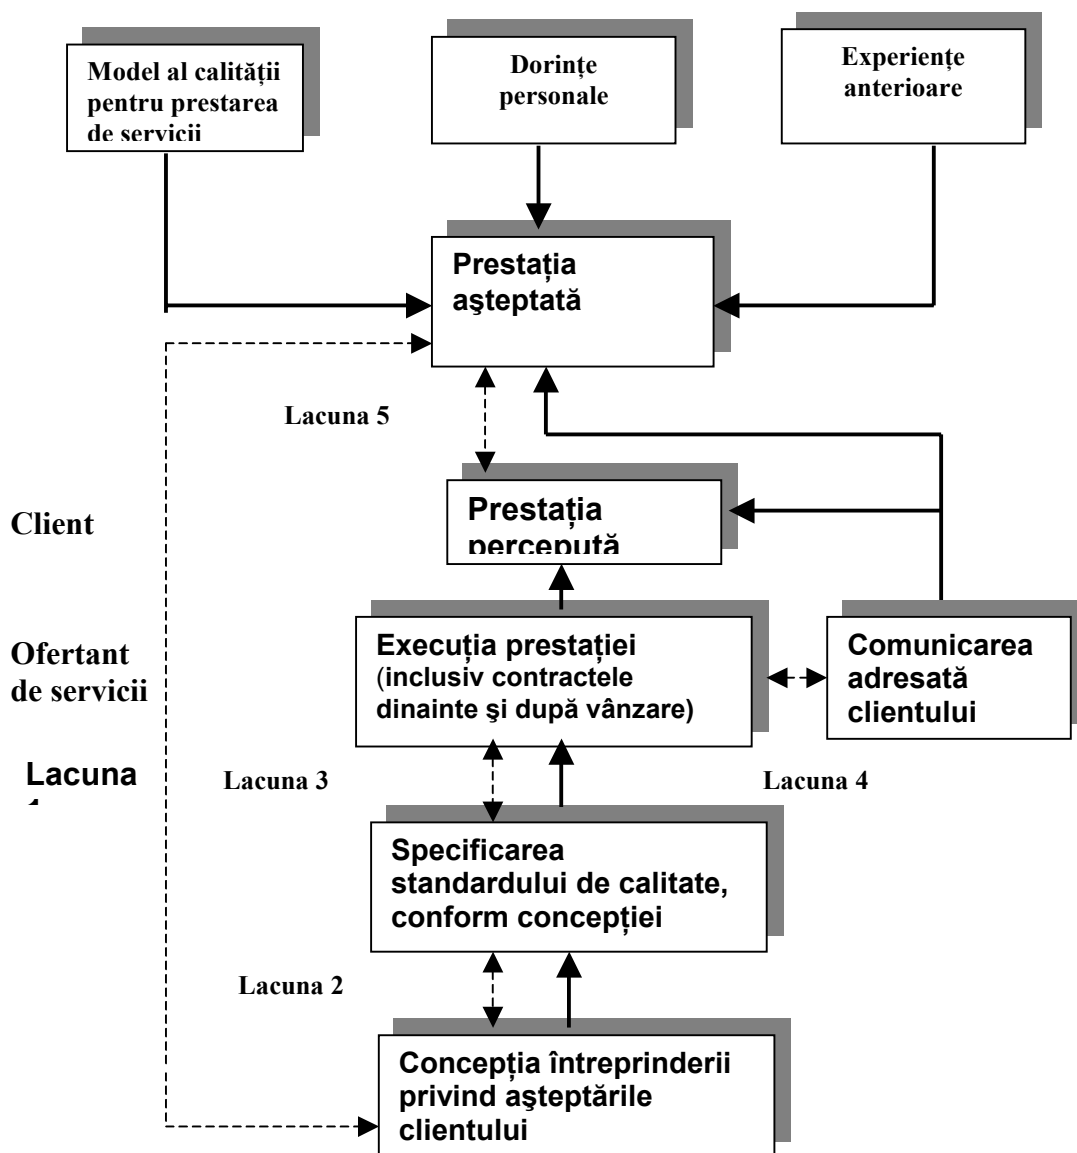 Model al calității
pentru prestarea
de servicii
Dorințe
personale
Experiențe
anterioare
Prestația
aşteptată
Lacuna 5
Client
Prestația
percepută
Ofertant
de servicii
Execuția prestației
(inclusiv contractele
dinainte şi după vânzare)
Comunicarea
adresată
clientului
Lacuna
Lacuna 3
Lacuna 4
Specificarea
standardului de calitate,
conform concepției
Lacuna 2
Concepția întreprinderii
privind aşteptările
clientului